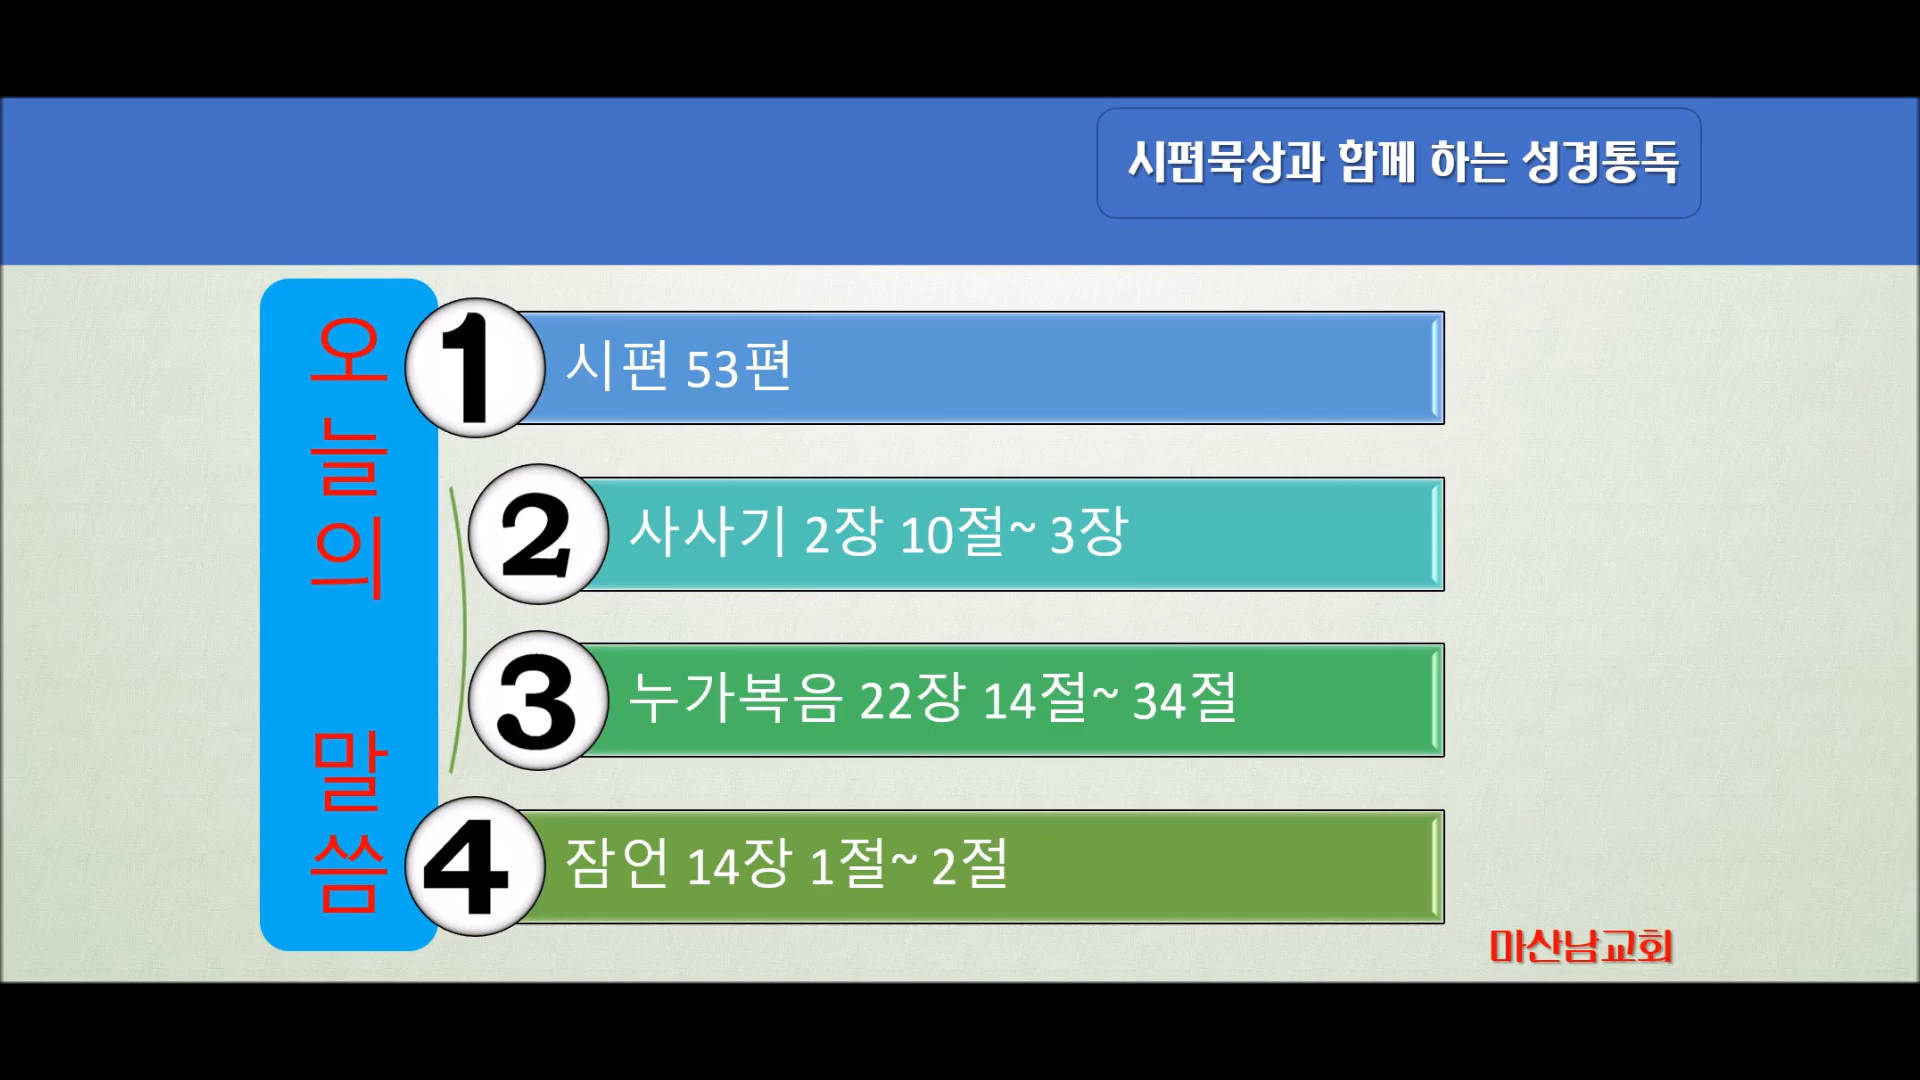 시편묵상과 함께 하는 성경통독
오늘의 말씀
1 시편 53편
2 사사기 2장 10절~ 3장
3 누가복음 22장 14절~ 34절
4 잠언 14장 1절~ 2절
마산남교회